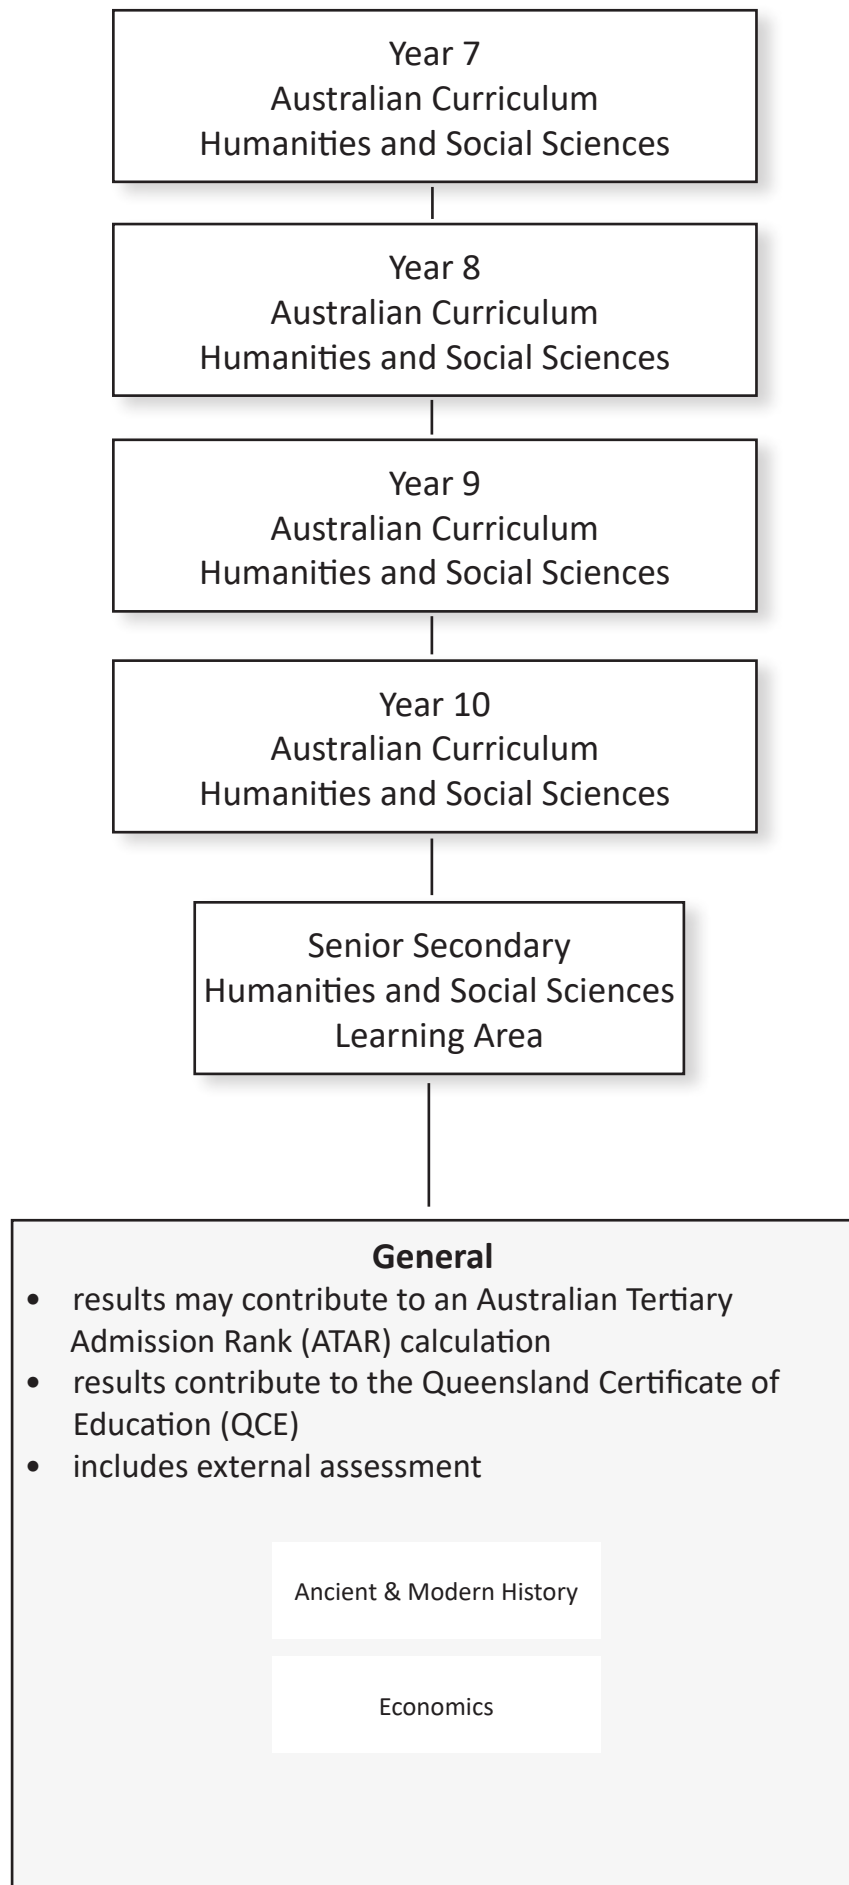 Year 7
Australian Curriculum
Humanities and Social Sciences
Year 8
Australian Curriculum
Humanities and Social Sciences
Year 9
Australian Curriculum
Humanities and Social Sciences
Year 10
Australian Curriculum
Humanities and Social Sciences
Senior Secondary
Humanities and Social Sciences
Learning Area
General
• results may contribute to an Australian Tertiary
Admission Rank (ATAR) calculation
• results contribute to the Queensland Certificate of
Education (QCE)
• includes external assessment
Ancient & Modern History
Economics